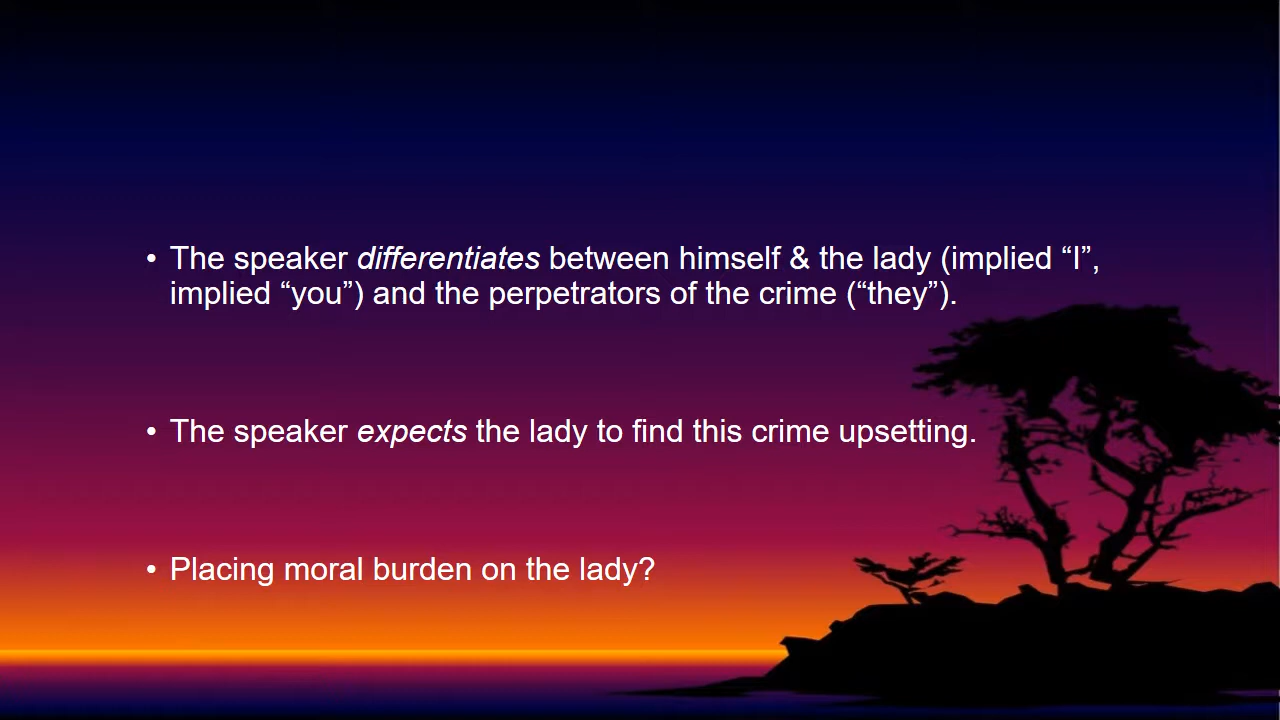 • The speaker differentiates between himself & the lady (implied “I”,
implied “you”) and the perpetrators of the crime (“they”).
• The speaker expects the lady to find this crime upsetting.
• Placing moral burden on the lady?